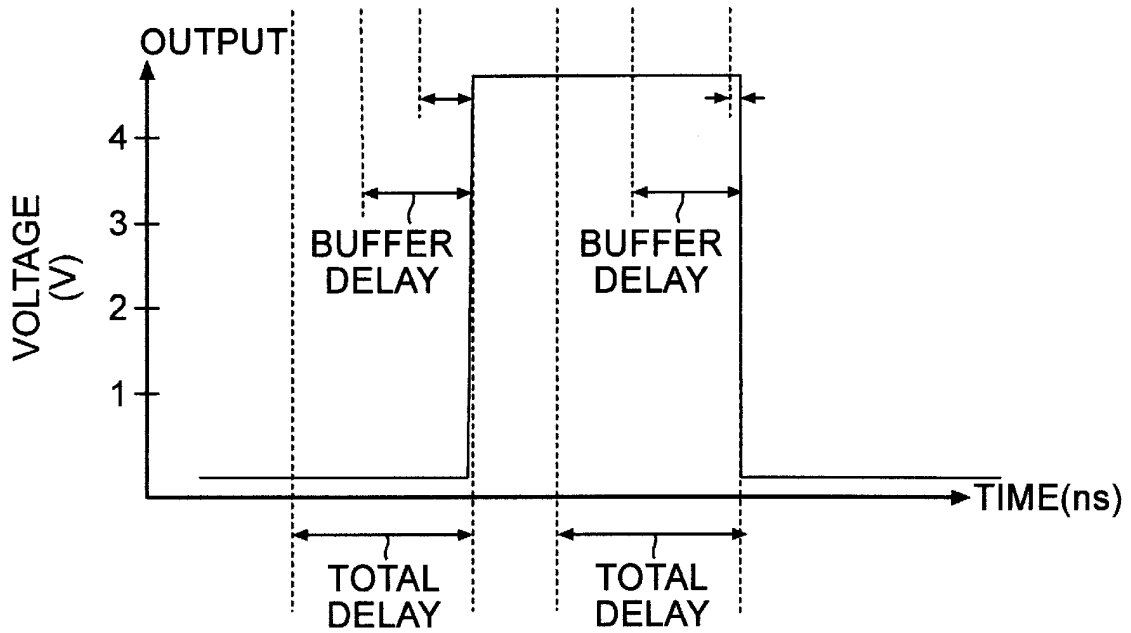 OUTPUT
VOLTAGE
(V)
4
3
2
1
BUFFER
DELAY
BUFFER
DELAY
TIME(ns)
TOTAL
DELAY
TOTAL
DELAY